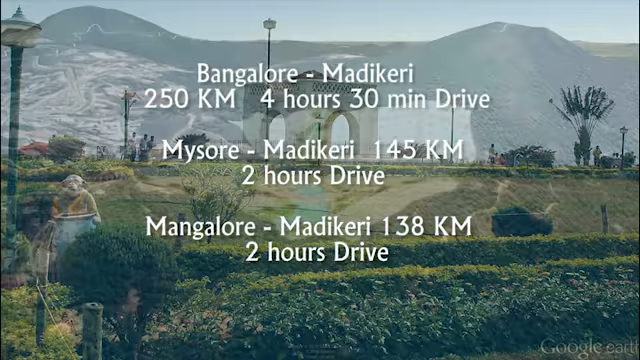 Bangalore - Madikeri
250 KM 4 hours 30 min Drive
Mysore - Madikeri 145 KM
2 hours Drive
Mangalore - Madikeri 138 KM
2 hours Drive
Google earth